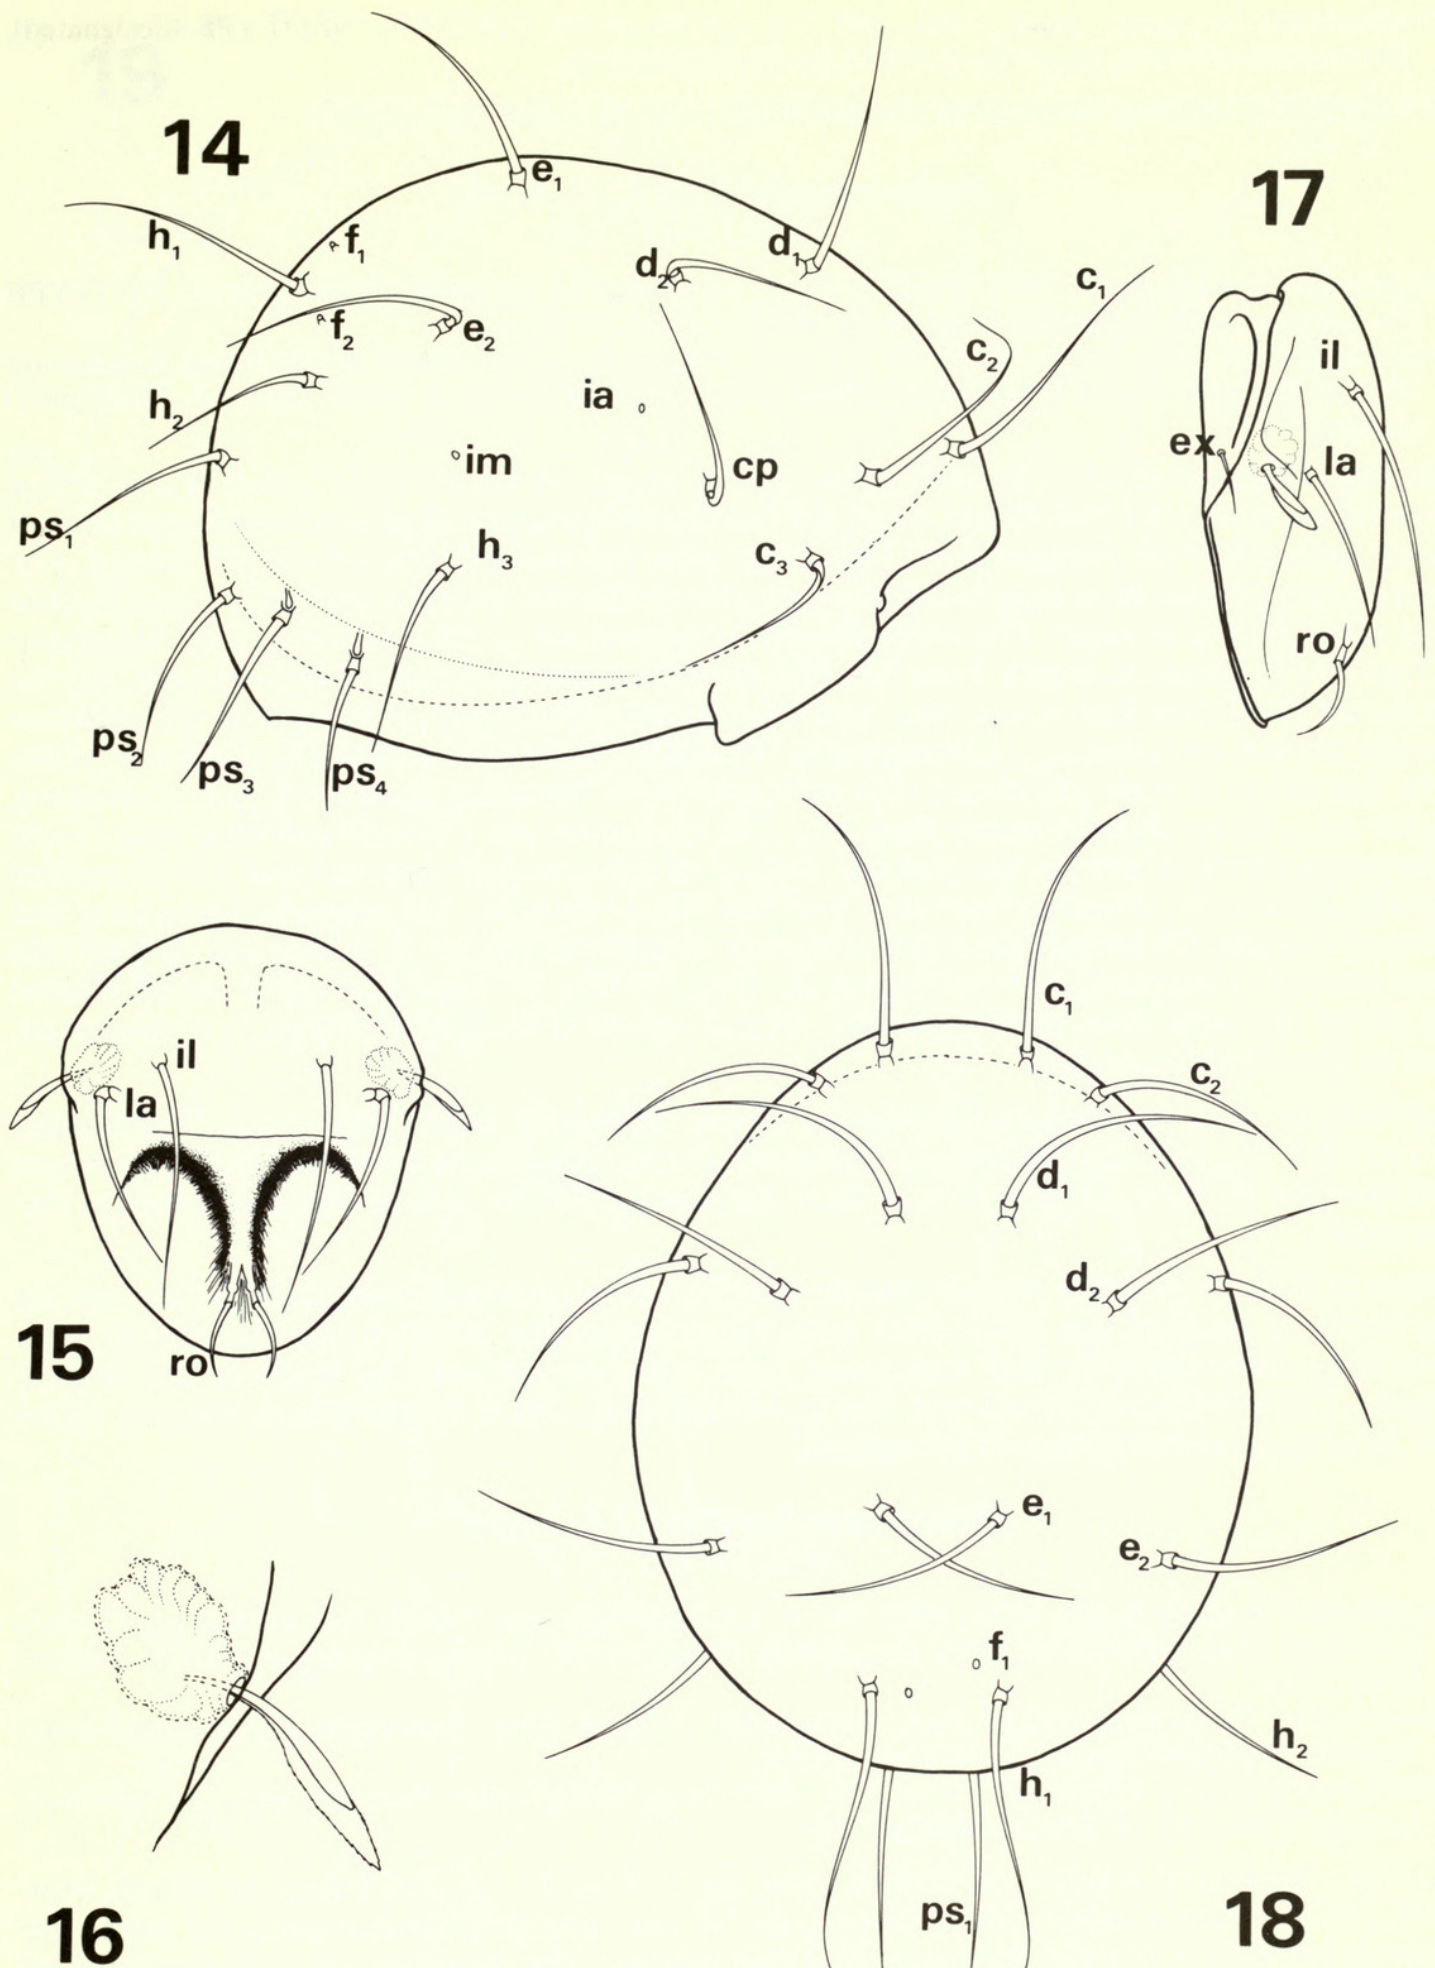 14
e₁
h₁
f₁
d₂
d₁
c₁
f₂
e₂
c₂
h₂
ia
im
cp
ps₁
h₃
c₃
ps₂
ps₃
ps₄
17
il
ex
la
ro
15
il
la
ro
16
18
c₁
c₂
d₁
d₂
e₁
e₂
f₁
h₂
h₁
ps₁